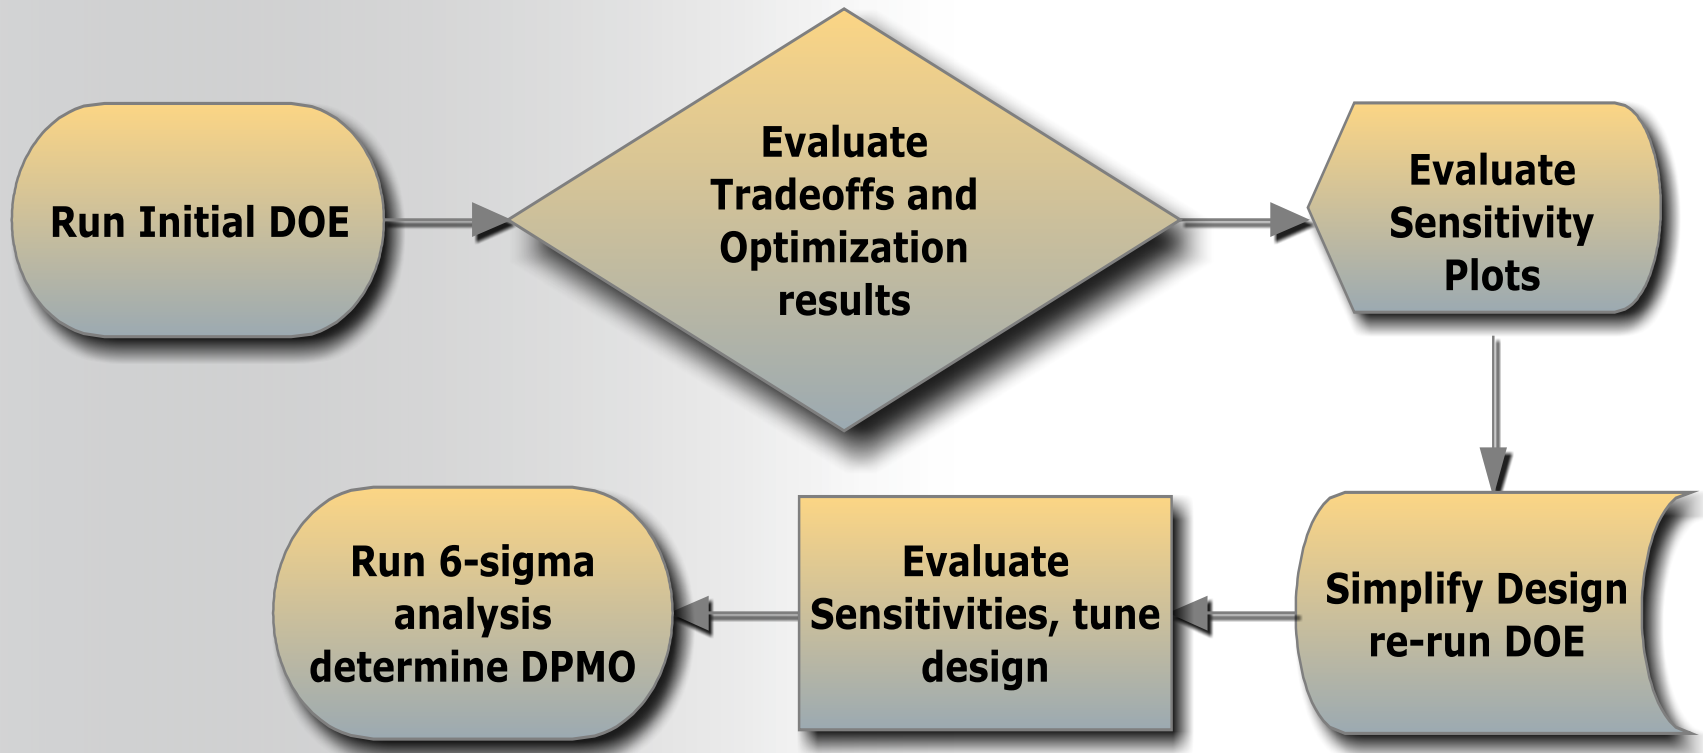 Run Initial DOE
Evaluate
Tradeoffs and
Optimization
results
Evaluate
Sensitivity
Plots
Simplify Design
re-run DOE
Evaluate
Sensitivities, tune
design
Run 6-sigma
analysis
determine DPMO